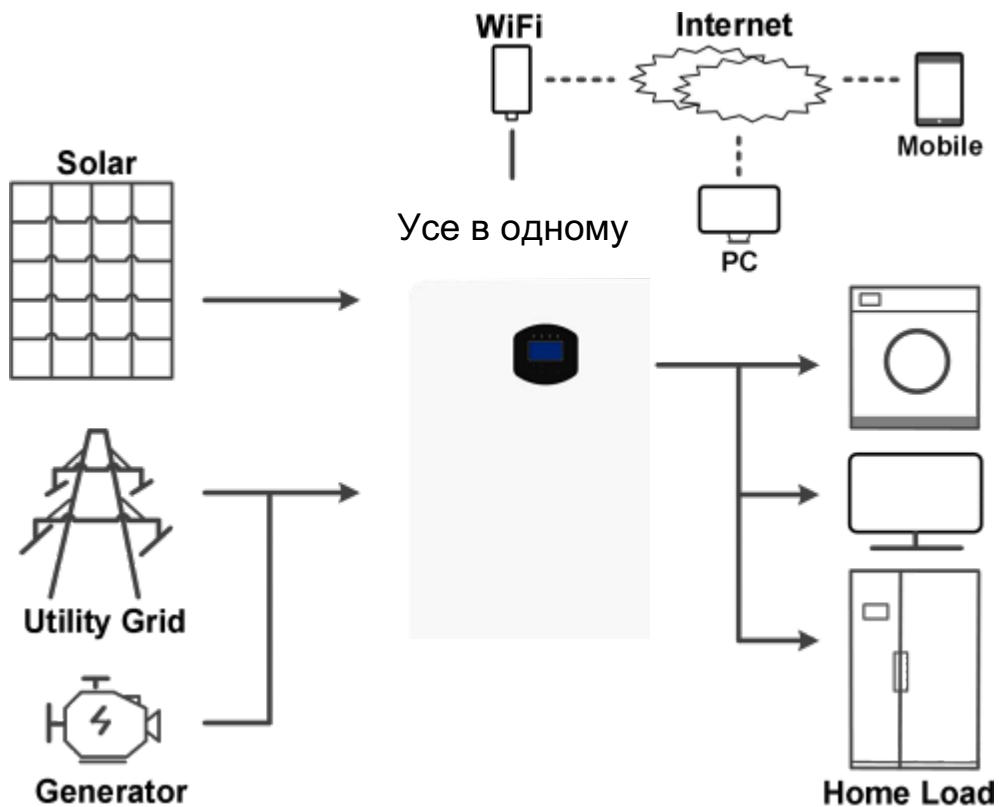 WiFi
Internet
Mobile
Solar
Усе в одному
PC
Utility Grid
Generator
Home Load